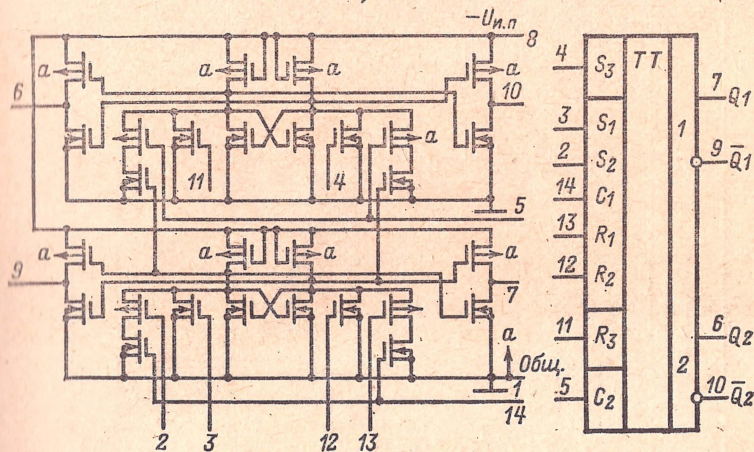 -Uи.п
8
a a a a
6 10
a a
11 4
5
a a a a
9 7
a a
Общ.
1
2 3 12 13 14
TT
4 S3
3 S1
2 S2
14 C1
13 R1
12 R2
11 R3
5 C2
1
7 Q1
9 Q̅1
2
6 Q2
10 Q̅2